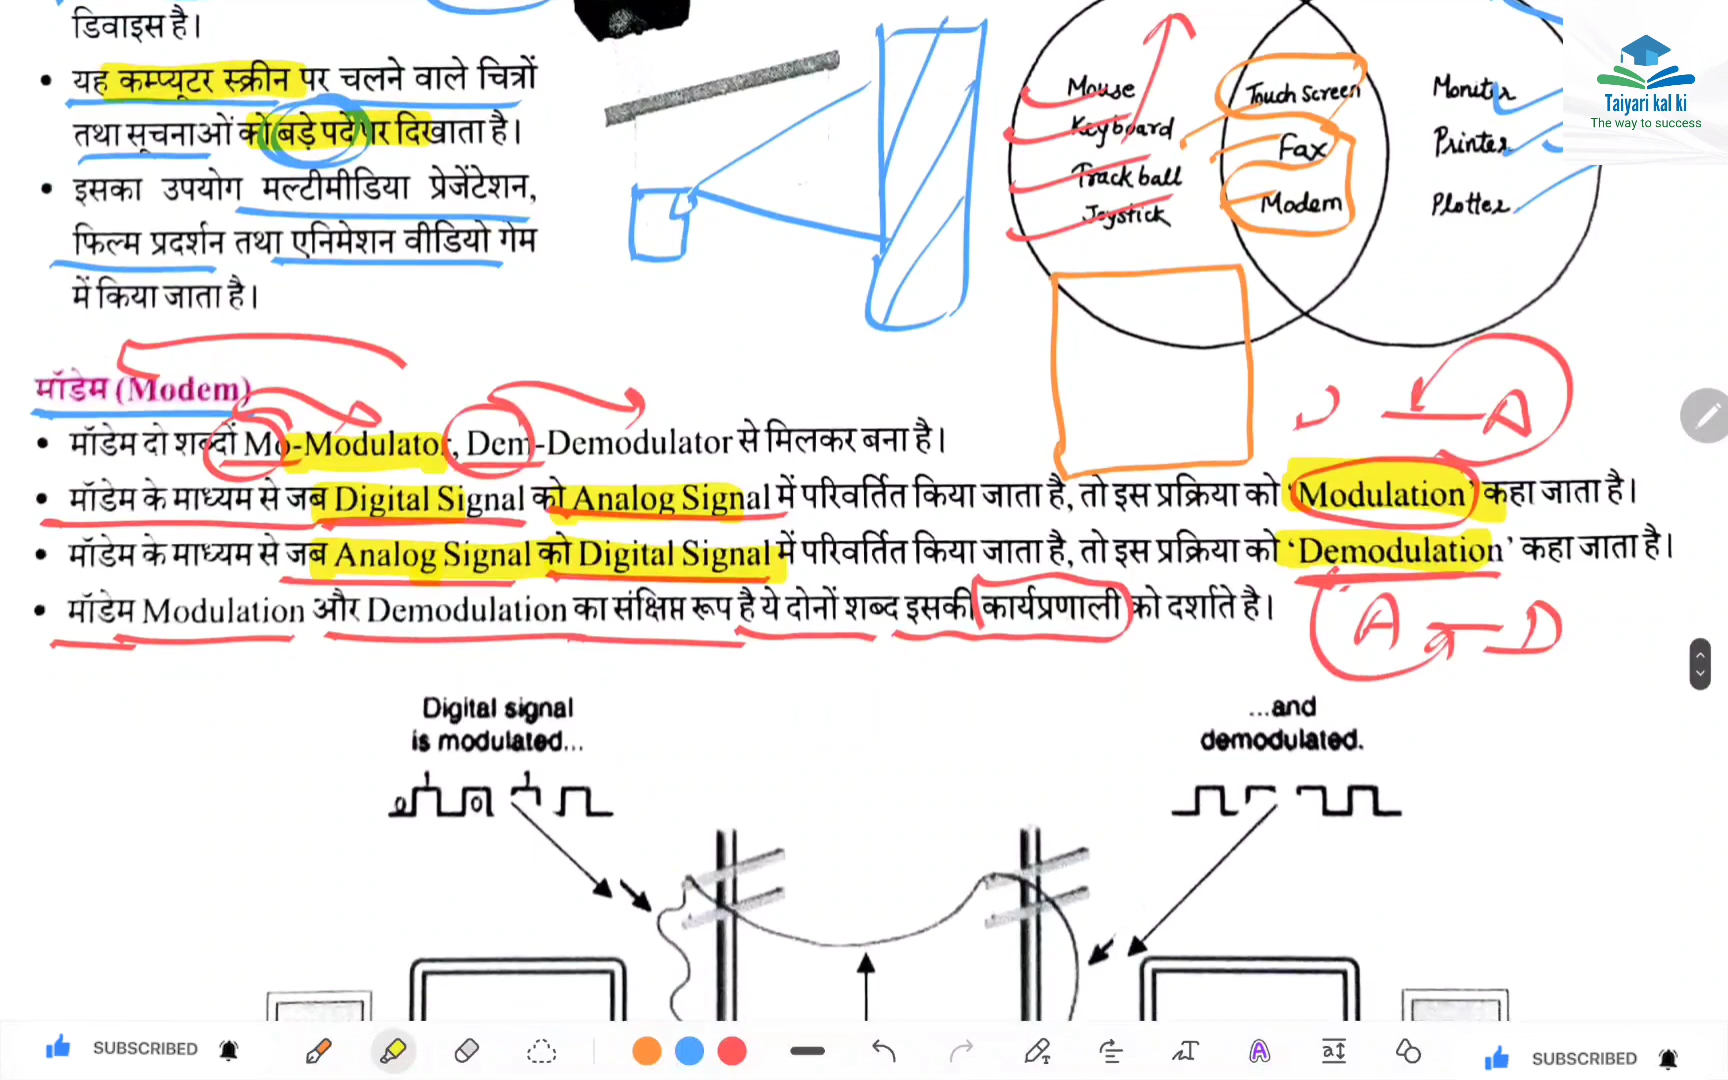 डिवाइस है।
• यह कम्प्यूटर स्क्रीन पर चलने वाले चित्रों
तथा सूचनाओं को बड़े पर्दे पर दिखाता है।
• इसका उपयोग मल्टीमीडिया प्रेजेंटेशन,
फिल्म प्रदर्शन तथा एनिमेशन वीडियो गेम
में किया जाता है।
Mouse
Keyboard
Track ball
Joystick
Touch Screen
Fax
Modem
Monitor
Printer
Plotter
Taiyari kal ki
The way to success
मॉडेम (Modem)
• मॉडेम दो शब्दों Mo-Modulator, Dem-Demodulator से मिलकर बना है।
• मॉडेम के माध्यम से जब Digital Signal को Analog Signal में परिवर्तित किया जाता है, तो इस प्रक्रिया को 'Modulation' कहा जाता है।
• मॉडेम के माध्यम से जब Analog Signal को Digital Signal में परिवर्तित किया जाता है, तो इस प्रक्रिया को 'Demodulation' कहा जाता है।
• मॉडेम Modulation और Demodulation का संक्षिप्त रूप है ये दोनों शब्द इसकी कार्यप्रणाली को दर्शाते है।
A
A D
Digital signal
is modulated...
...and
demodulated.
SUBSCRIBED
SUBSCRIBED